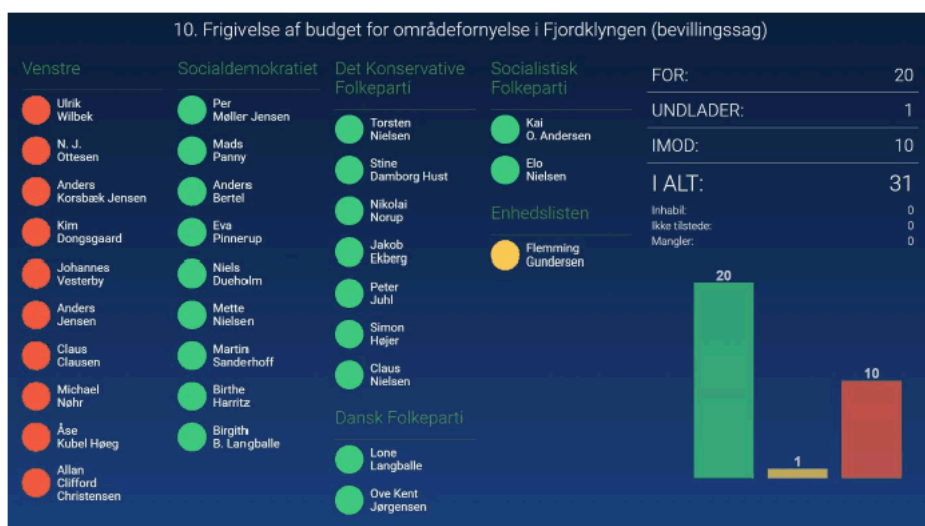 10. Frigivelse af budget for områdefornyelse i Fjordklyngen (bevillingssag)
Venstre
Ulrik
Wilbek
N. J.
Ottesen
Anders
Korsbæk Jensen
Kim
Dongsgaard
Johannes
Vesterby
Anders
Jensen
Claus
Clausen
Michael
Nøhr
Åse
Kubel Høeg
Allan
Clifford
Christensen
Socialdemokratiet
Per
Møller Jensen
Mads
Panny
Anders
Bertel
Eva
Pinnerup
Niels
Dueholm
Mette
Nielsen
Martin
Sanderhoff
Birthe
Harritz
Birgith
B. Langballe
Det Konservative
Folkeparti
Torsten
Nielsen
Stine
Damborg Hust
Nikolai
Norup
Jakob
Ekberg
Peter
Juhl
Simon
Højer
Claus
Nielsen
Dansk Folkeparti
Lone
Langballe
Ove Kent
Jørgensen
Socialistisk
Folkeparti
Kai
O. Andersen
Elo
Nielsen
Enhedslisten
Flemming
Gundersen
FOR: 20
UNDLADER: 1
IMOD: 10
I ALT: 31
Inhabil: 0
Ikke tilstede: 0
Mangler: 0
20
1
10